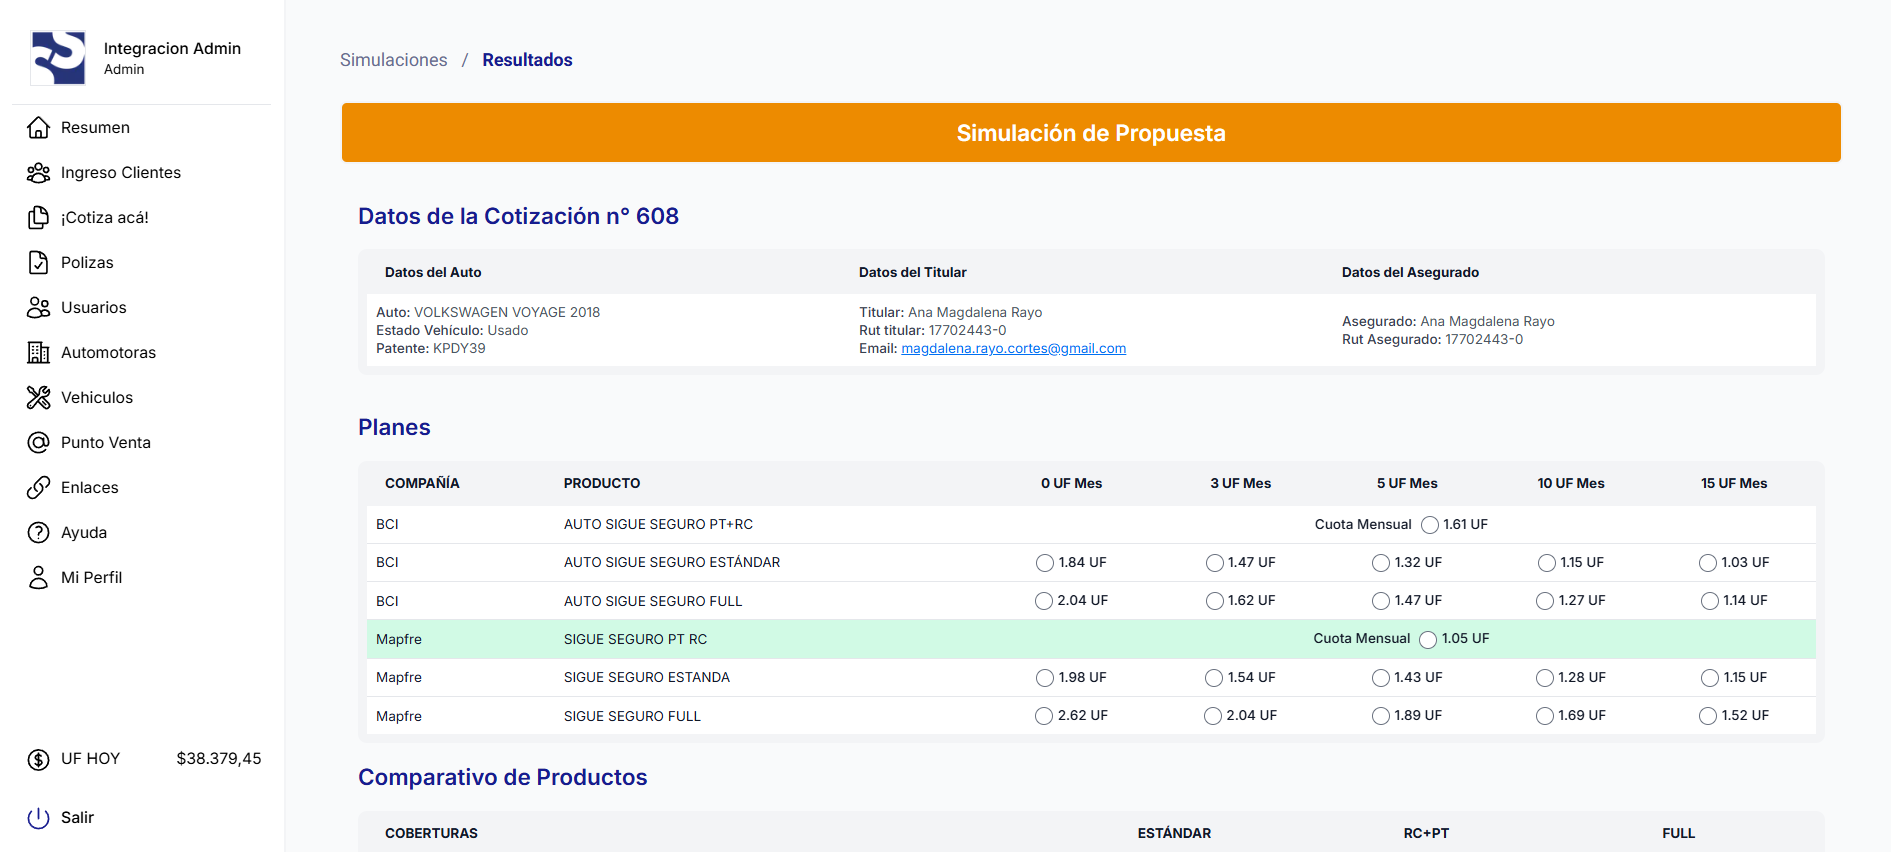 Integracion Admin
Admin
Resumen
Ingreso Clientes
¡Cotiza acá!
Polizas
Usuarios
Automotoras
Vehiculos
Punto Venta
Enlaces
Ayuda
Mi Perfil
UF HOY $38.379,45
Salir
Simulaciones / Resultados
Simulación de Propuesta
Datos de la Cotización n° 608
Datos del Auto Datos del Titular Datos del Asegurado
Auto: VOLKSWAGEN VOYAGE 2018
Estado Vehículo: Usado
Patente: KPDY39
Titular: Ana Magdalena Rayo
Rut titular: 17702443-0
Email: magdalena.rayo.cortes@gmail.com
Asegurado: Ana Magdalena Rayo
Rut Asegurado: 17702443-0
Planes
COMPAÑÍA PRODUCTO 0 UF Mes 3 UF Mes 5 UF Mes 10 UF Mes 15 UF Mes
BCI AUTO SIGUE SEGURO PT+RC Cuota Mensual 1.61 UF
BCI AUTO SIGUE SEGURO ESTÁNDAR 1.84 UF 1.47 UF 1.32 UF 1.15 UF 1.03 UF
BCI AUTO SIGUE SEGURO FULL 2.04 UF 1.62 UF 1.47 UF 1.27 UF 1.14 UF
Mapfre SIGUE SEGURO PT RC Cuota Mensual 1.05 UF
Mapfre SIGUE SEGURO ESTANDA 1.98 UF 1.54 UF 1.43 UF 1.28 UF 1.15 UF
Mapfre SIGUE SEGURO FULL 2.62 UF 2.04 UF 1.89 UF 1.69 UF 1.52 UF
Comparativo de Productos
COBERTURAS ESTÁNDAR RC+PT FULL